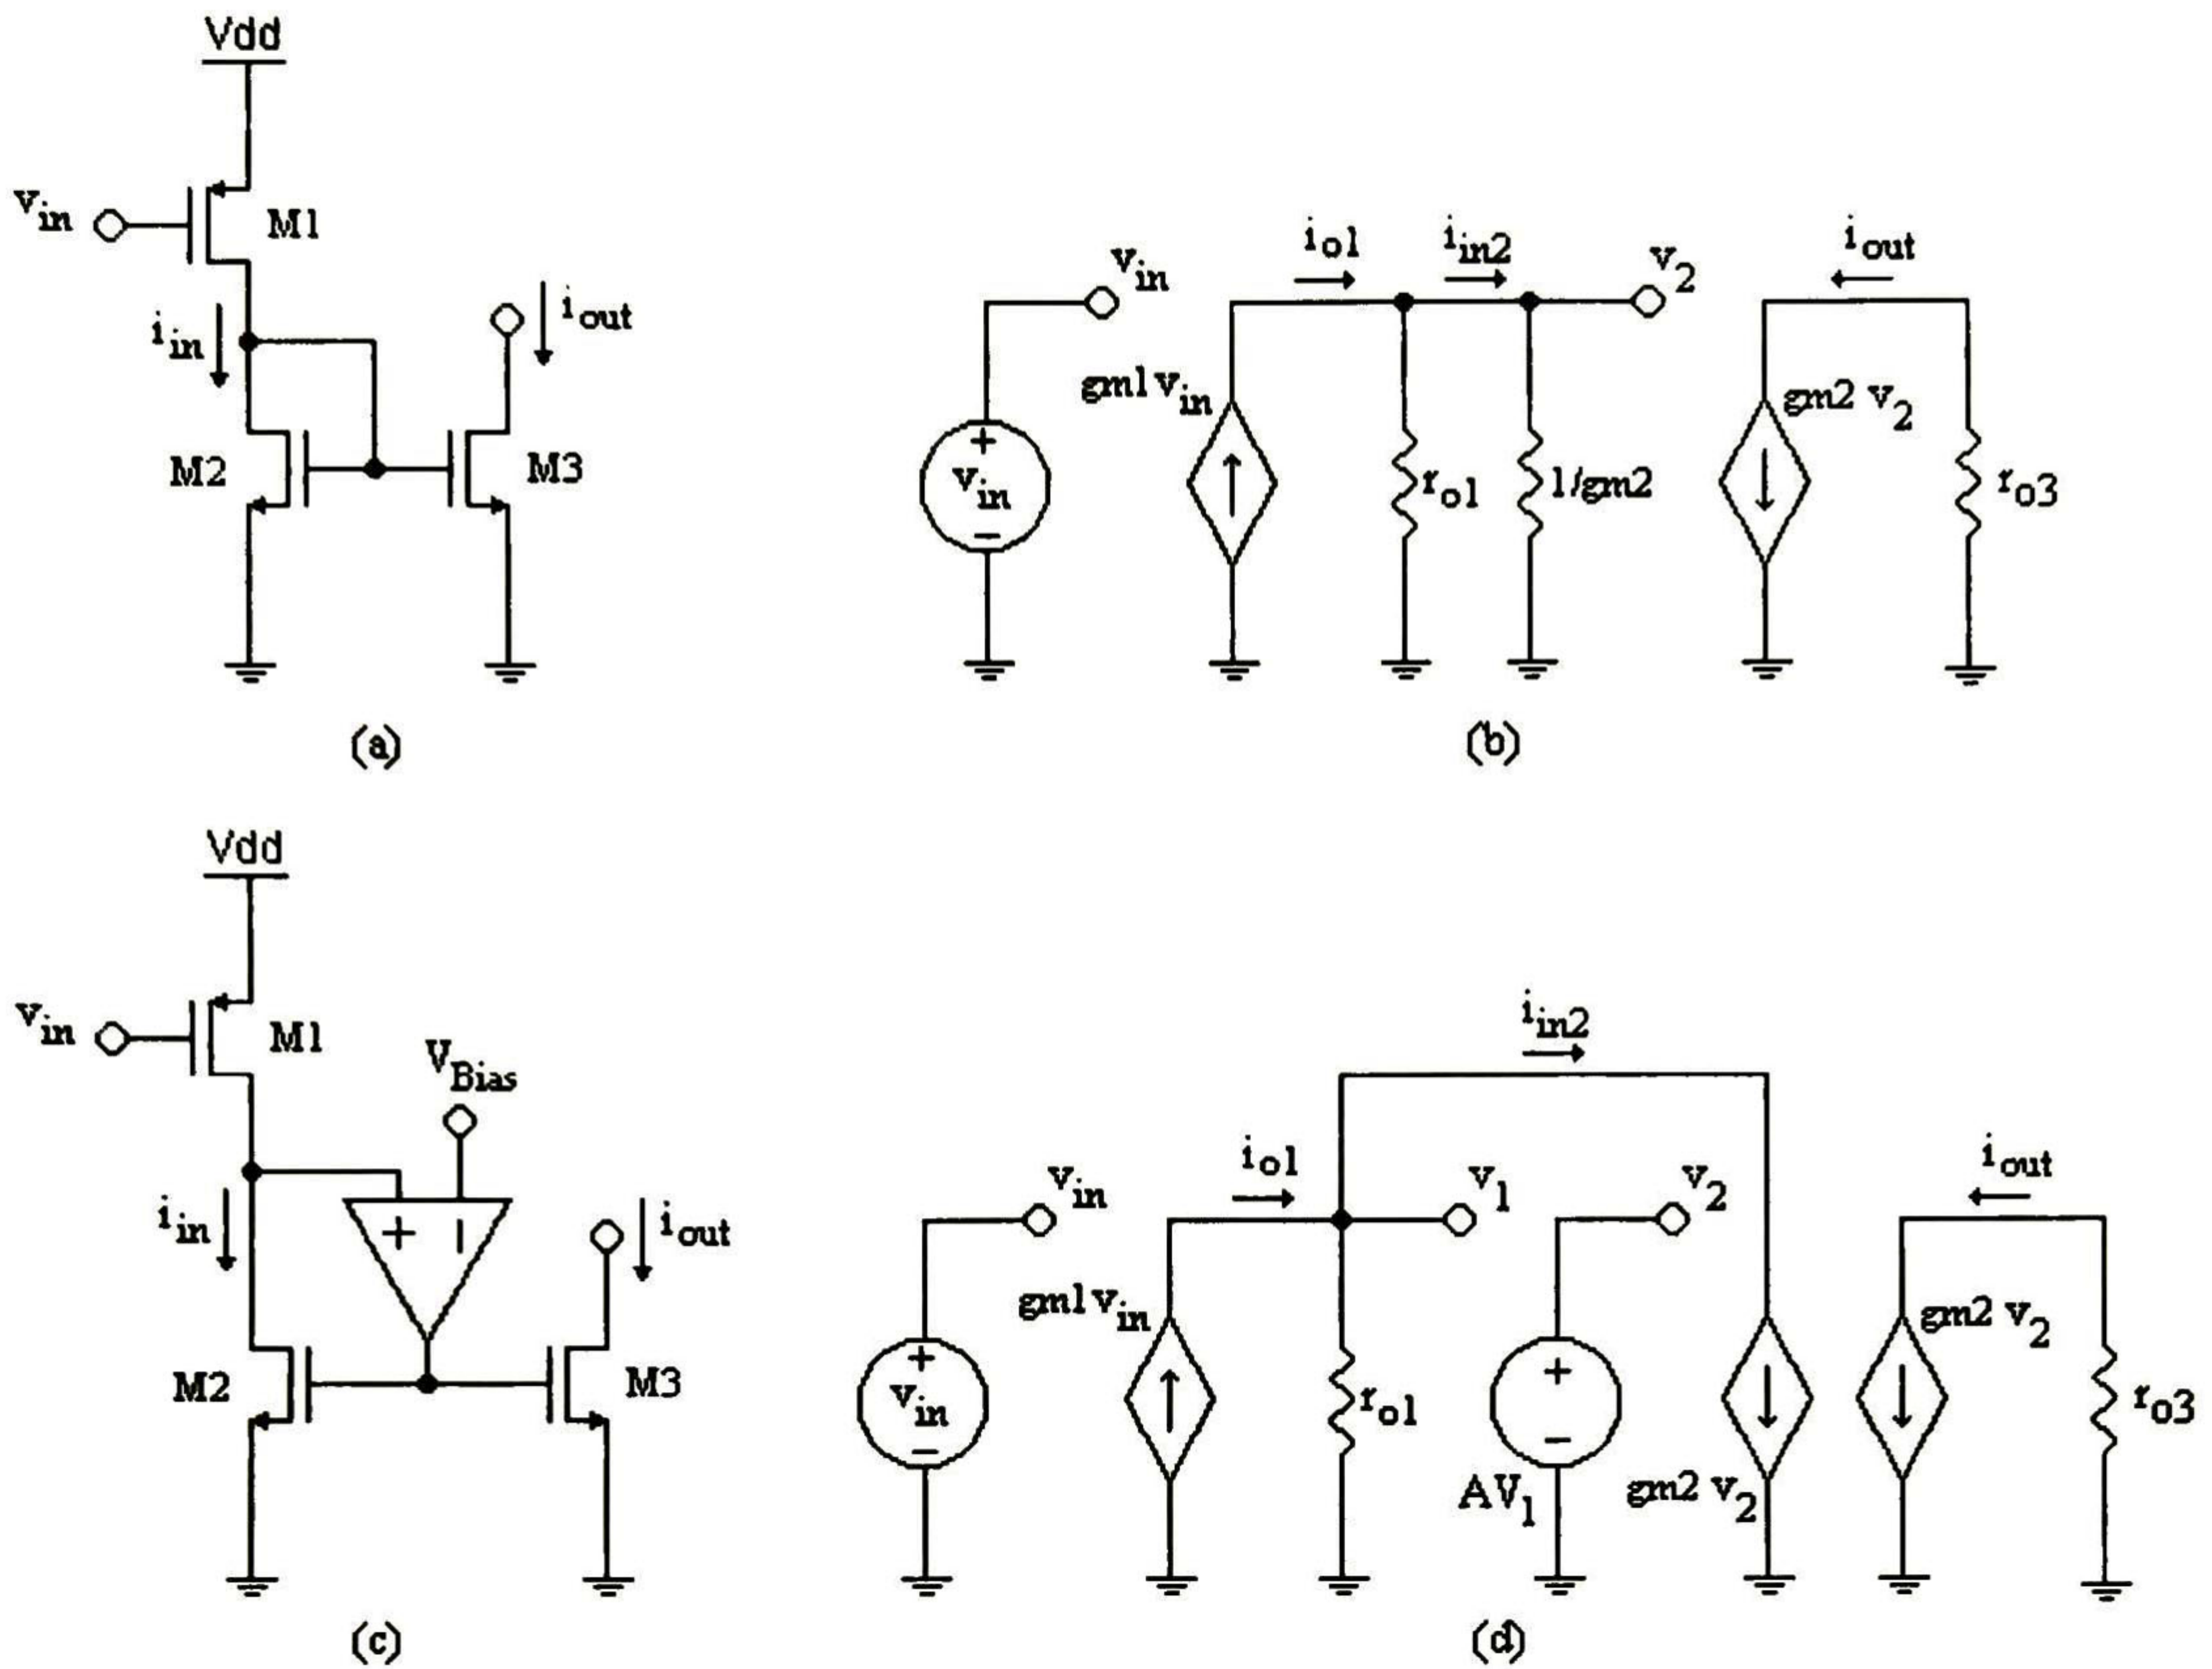 Vdd
vin
M1
iin
iout
M2
M3
(a)
vin
io1
iin2
v2
iout
gm1 vin
gm2 v2
+
vin
−
ro1
1/gm2
ro3
(b)
Vdd
vin
M1
VBias
iin
+
−
iout
M2
M3
(c)
iin2
vin
io1
v1
v2
iout
gm1 vin
gm2 v2
+
vin
−
ro1
+
−
ro3
AV1
gm2 v2
(d)